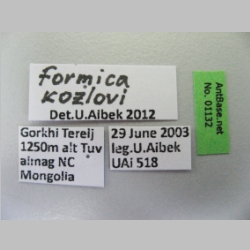 formica
kozlovi
Det.U.Aibek 2012
Gorkhi Terelj
1250m alt Tuv
aimag NC
Mongolia
29 June 2003
leg.U.Aibek
UAi 518
AntBase.net
No. 01132